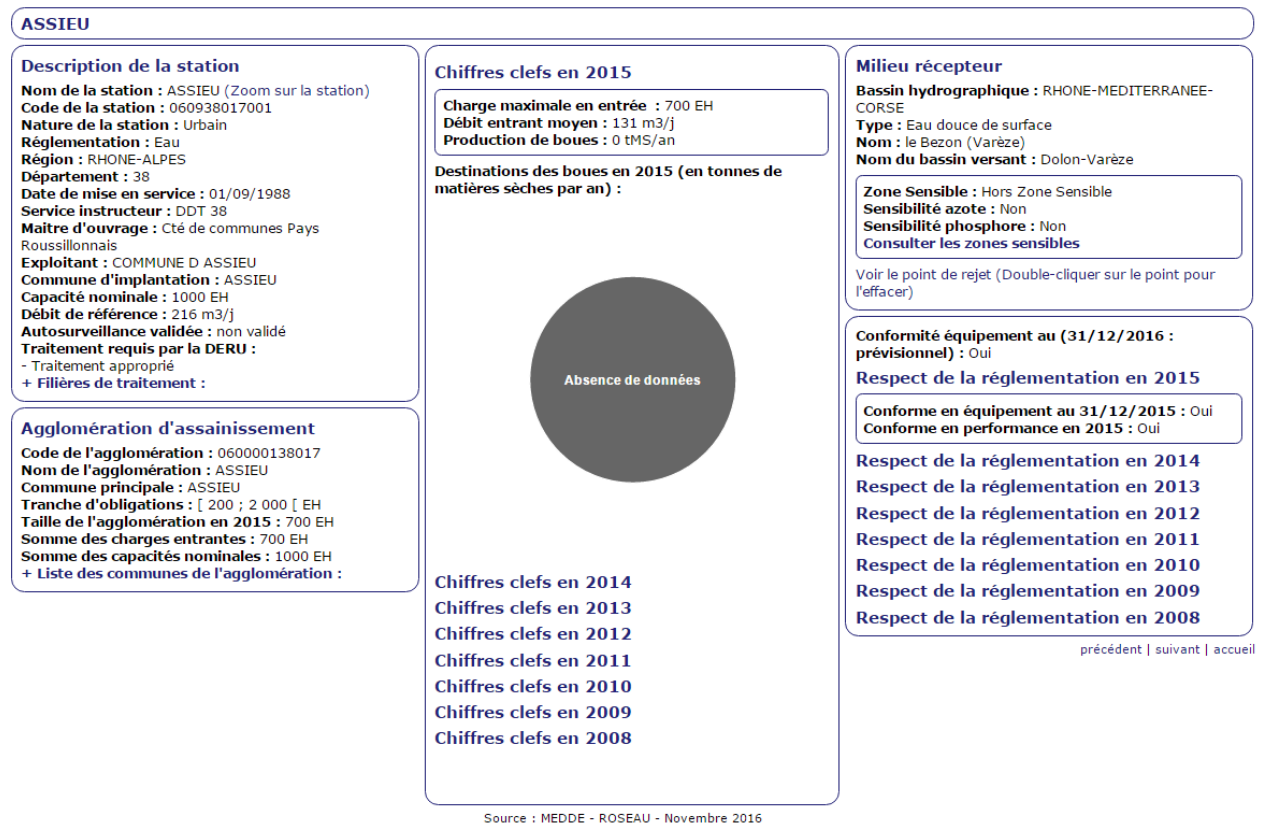 ASSIEU
Description de la station
Nom de la station : ASSIEU (Zoom sur la station)
Code de la station : 060938017001
Nature de la station : Urbain
Réglementation : Eau
Région : RHONE-ALPES
Département : 38
Date de mise en service : 01/09/1988
Service instructeur : DDT 38
Maitre d'ouvrage : Cté de communes Pays
Roussillonnais
Exploitant : COMMUNE D ASSIEU
Commune d'implantation : ASSIEU
Capacité nominale : 1000 EH
Débit de référence : 216 m3/j
Autosurveillance validée : non validé
Traitement requis par la DERU :
- Traitement approprié
+ Filières de traitement :
Agglomération d'assainissement
Code de l'agglomération : 060000138017
Nom de l'agglomération : ASSIEU
Commune principale : ASSIEU
Tranche d'obligations : [ 200 ; 2 000 [ EH
Taille de l'agglomération en 2015 : 700 EH
Somme des charges entrantes : 700 EH
Somme des capacités nominales : 1000 EH
+ Liste des communes de l'agglomération :
Chiffres clefs en 2015
Charge maximale en entrée : 700 EH
Débit entrant moyen : 131 m3/j
Production de boues : 0 tMS/an
Destinations des boues en 2015 (en tonnes de
matières sèches par an) :
Absence de données
Chiffres clefs en 2014
Chiffres clefs en 2013
Chiffres clefs en 2012
Chiffres clefs en 2011
Chiffres clefs en 2010
Chiffres clefs en 2009
Chiffres clefs en 2008
Milieu récepteur
Bassin hydrographique : RHONE-MEDITERRANEE-
CORSE
Type : Eau douce de surface
Nom : le Bezon (Varèze)
Nom du bassin versant : Dolon-Varèze
Zone Sensible : Hors Zone Sensible
Sensibilité azote : Non
Sensibilité phosphore : Non
Consulter les zones sensibles
Voir le point de rejet (Double-cliquer sur le point pour
l'effacer)
Conformité équipement au (31/12/2016 :
prévisionnel) : Oui
Respect de la réglementation en 2015
Conforme en équipement au 31/12/2015 : Oui
Conforme en performance en 2015 : Oui
Respect de la réglementation en 2014
Respect de la réglementation en 2013
Respect de la réglementation en 2012
Respect de la réglementation en 2011
Respect de la réglementation en 2010
Respect de la réglementation en 2009
Respect de la réglementation en 2008
précédent | suivant | accueil
Source : MEDDE - ROSEAU - Novembre 2016